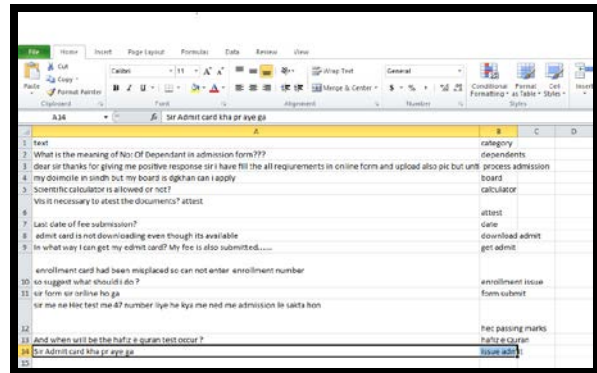 File Home Insert Page Layout Formulas Data Review View
Cut
Copy
Format Painter
Paste
Calibri 11
Wrap Text
General
Merge & Center
Conditional Formatting
Format as Table
Cell Styles
Insert
Clipboard Font Alignment Number Styles
A14 fx Sir Admit card kha pr aye ga
A B C D
1 text category
2 What is the meaning of No: Of Dependant in admission form??? dependents
3 dear sir thanks for giving me positive response sir i have fill the all reqiurements in online form and upload also pic but unti process admission
4 my doimcile in sindh but my board is dgkhan can i apply board
5 Scientific calculator is allowed or not? calculator
Vis it necessary to atest the documents? attest
6 attest
7 Last date of fee submission? date
8 admit card is not downloading even though its available download admit
9 In what way I can get my edmit card? My fee is also submitted....... get admit
enrollment card had been misplaced so can not enter enrollment number
10 so suggest what should i do ? enrollment issue
11 sir form sir online ho ga form submit
sir me ne Hec test me 47 number liye he kya me ned me admission le sakta hon
12 hec passing marks
13 And when will be the hafiz e quran test occur ? hafiz e Quran
14 Sir Admit card kha pr aye ga issue admit
15